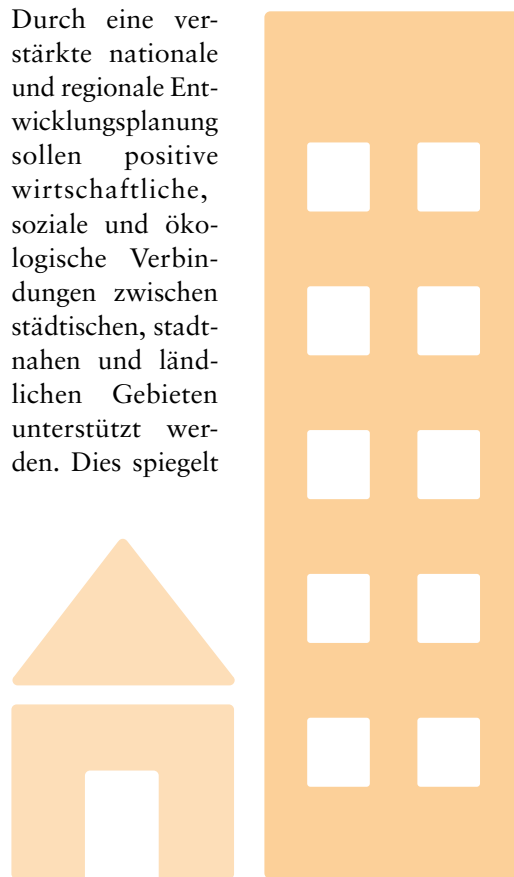 Durch eine ver-
stärkte nationale
und regionale Ent-
wicklungsplanung
sollen positive
wirtschaftliche,
soziale und öko-
logische Verbin-
dungen zwischen
städtischen, stadt-
nahen und länd-
lichen Gebieten
unterstützt wer-
den. Dies spiegelt